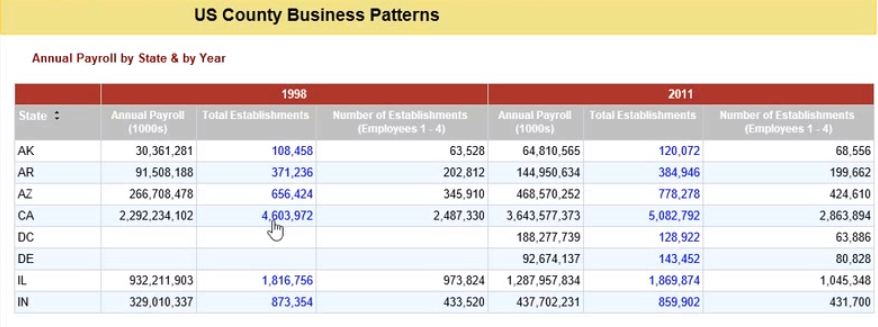 US County Business Patterns
Annual Payroll by State & by Year
1998 2011
State Annual Payroll (1000s) Total Establishments Number of Establishments (Employees 1 - 4) Annual Payroll (1000s) Total Establishments Number of Establishments (Employees 1 - 4)
AK 30,361,281 108,458 63,528 64,810,565 120,072 68,556
AR 91,508,188 371,236 202,812 144,950,634 384,946 199,662
AZ 266,708,478 656,424 345,910 468,570,252 778,278 424,610
CA 2,292,234,102 4,603,972 2,487,330 3,643,577,373 5,082,792 2,863,894
DC 188,277,739 128,922 63,886
DE 92,674,137 143,452 80,828
IL 932,211,903 1,816,756 973,824 1,287,957,834 1,869,874 1,045,348
IN 329,010,337 873,354 433,520 437,702,231 859,902 431,700